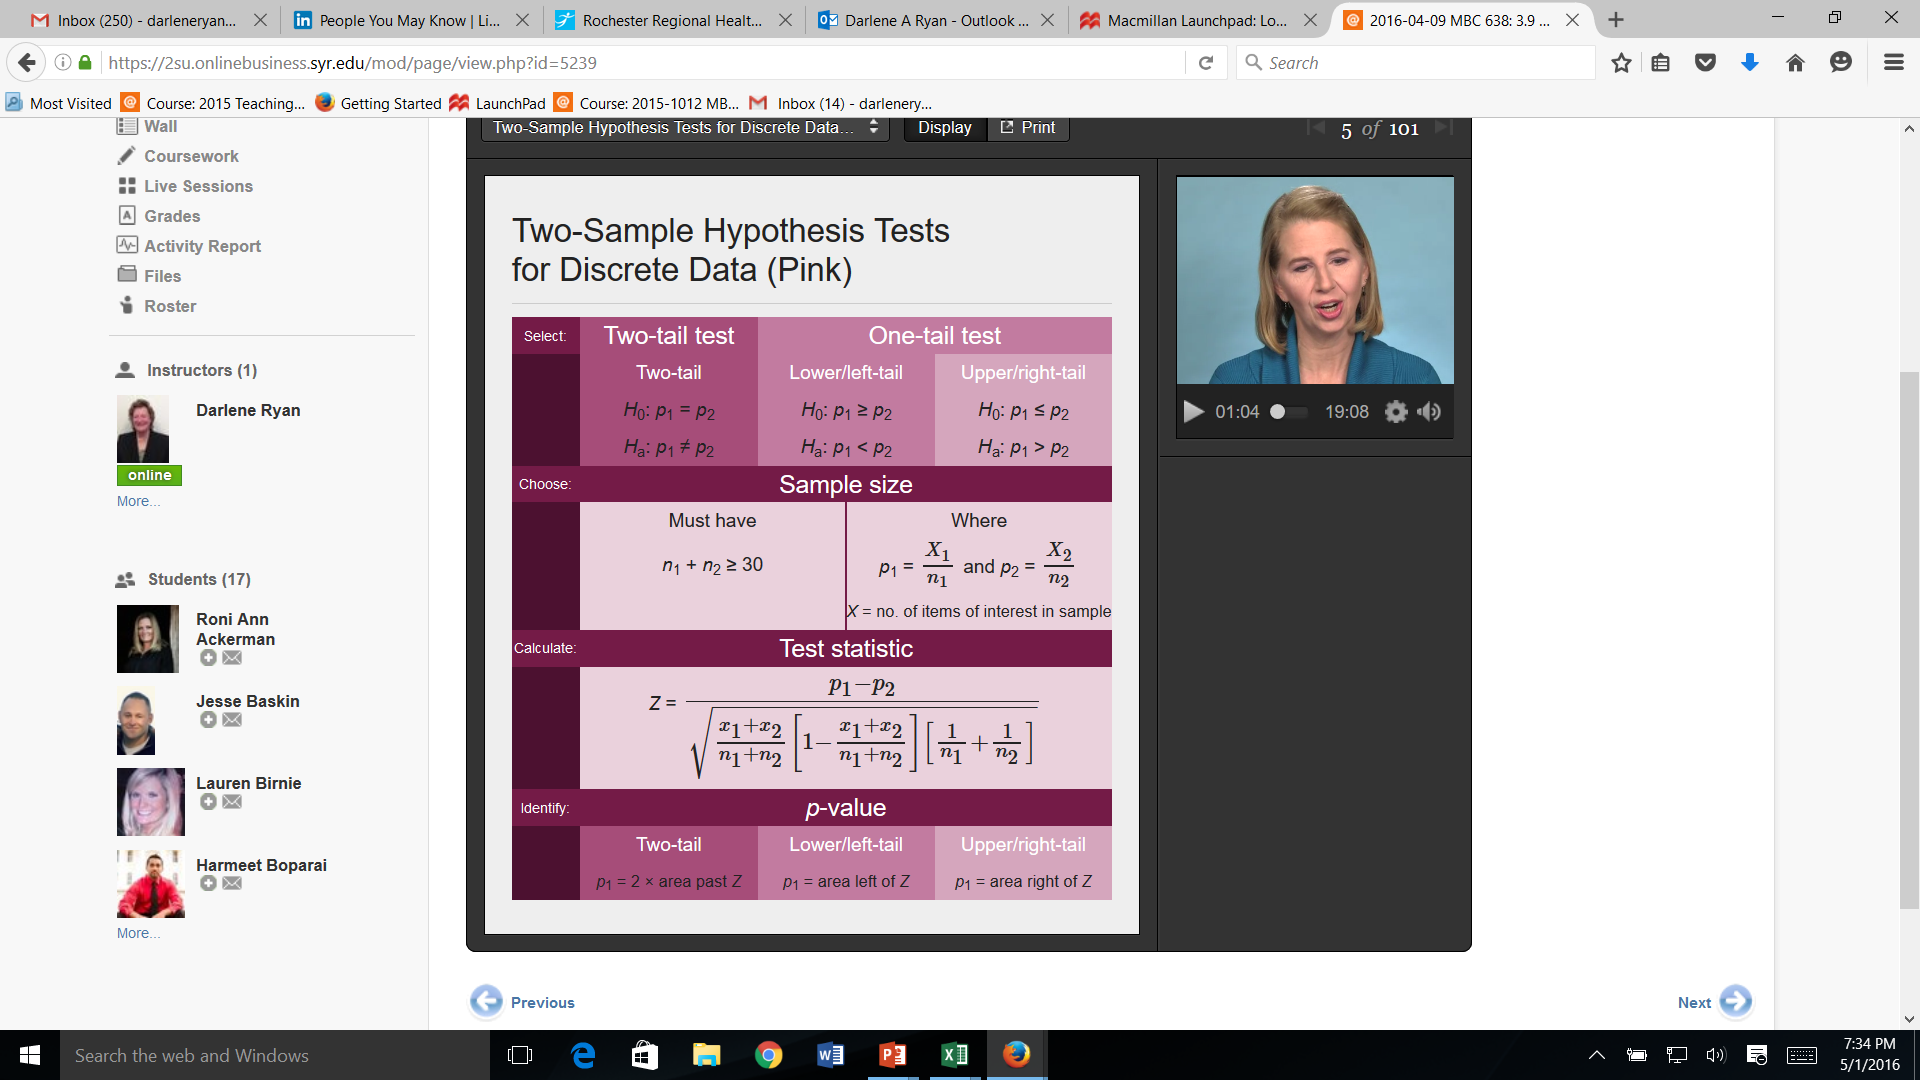 Inbox (250) - darleneryan...
People You May Know | Li...
Rochester Regional Healt...
Darlene A Ryan - Outlook ...
Macmillan Launchpad: Lo...
2016-04-09 MBC 638: 3.9 ...
https://2su.onlinebusiness.syr.edu/mod/page/view.php?id=5239
Search
Most Visited
Course: 2015 Teaching...
Getting Started
LaunchPad
Course: 2015-1012 MB...
Inbox (14) - darlenery...
Wall
Coursework
Live Sessions
Grades
Activity Report
Files
Roster
Instructors (1)
Darlene Ryan
online
More...
Students (17)
Roni Ann
Ackerman
Jesse Baskin
Lauren Birnie
Harmeet Boparai
More...
Two-Sample Hypothesis Tests for Discrete Data...
Display
Print
5 of 101
Two-Sample Hypothesis Tests
for Discrete Data (Pink)
Select: Two-tail test One-tail test
Two-tail Lower/left-tail Upper/right-tail
H0: p1 = p2 H0: p1 ≥ p2 H0: p1 ≤ p2
Ha: p1 ≠ p2 Ha: p1 < p2 Ha: p1 > p2
Choose: Sample size
Must have Where
n1 + n2 ≥ 30 p1 = X1/n1 and p2 = X2/n2
X = no. of items of interest in sample
Calculate: Test statistic
Z = (p1−p2) / √( (x1+x2)/(n1+n2) [1− (x1+x2)/(n1+n2)] [1/n1 + 1/n2] )
Identify: p-value
Two-tail Lower/left-tail Upper/right-tail
p1 = 2 × area past Z p1 = area left of Z p1 = area right of Z
01:04 19:08
Previous
Next
Search the web and Windows
7:34 PM
5/1/2016